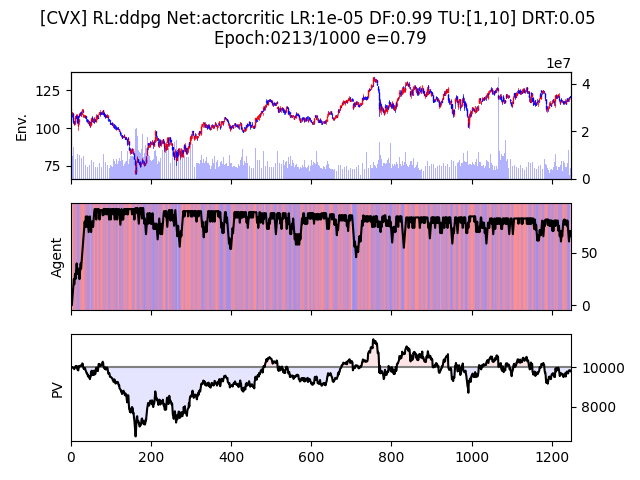 [CVX] RL:ddpg Net:actorcritic LR:1e-05 DF:0.99 TU:[1,10] DRT:0.05
Epoch:0213/1000 e=0.79
1e7
125
100
75
Env.
4
2
0
Agent
50
0
PV
10000
8000
0
200
400
600
800
1000
1200